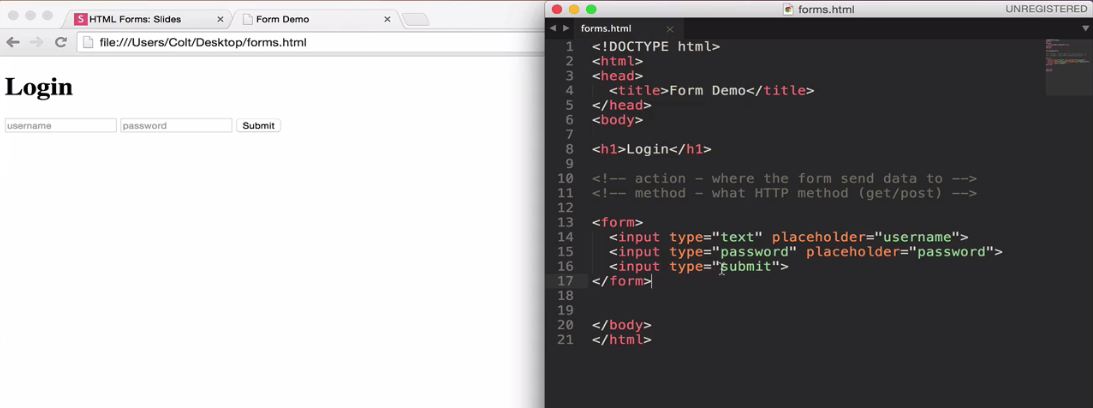 HTML Forms: Slides
Form Demo
file:///Users/Colt/Desktop/forms.html
Login
username
password
Submit
forms.html
UNREGISTERED
forms.html
1 <!DOCTYPE html>
2 <html>
3 <head>
4 <title>Form Demo</title>
5 </head>
6 <body>
7
8 <h1>Login</h1>
9
10 <!-- action - where the form send data to -->
11 <!-- method - what HTTP method (get/post) -->
12
13 <form>
14 <input type="text" placeholder="username">
15 <input type="password" placeholder="password">
16 <input type="submit">
17 </form>
18
19
20 </body>
21 </html>